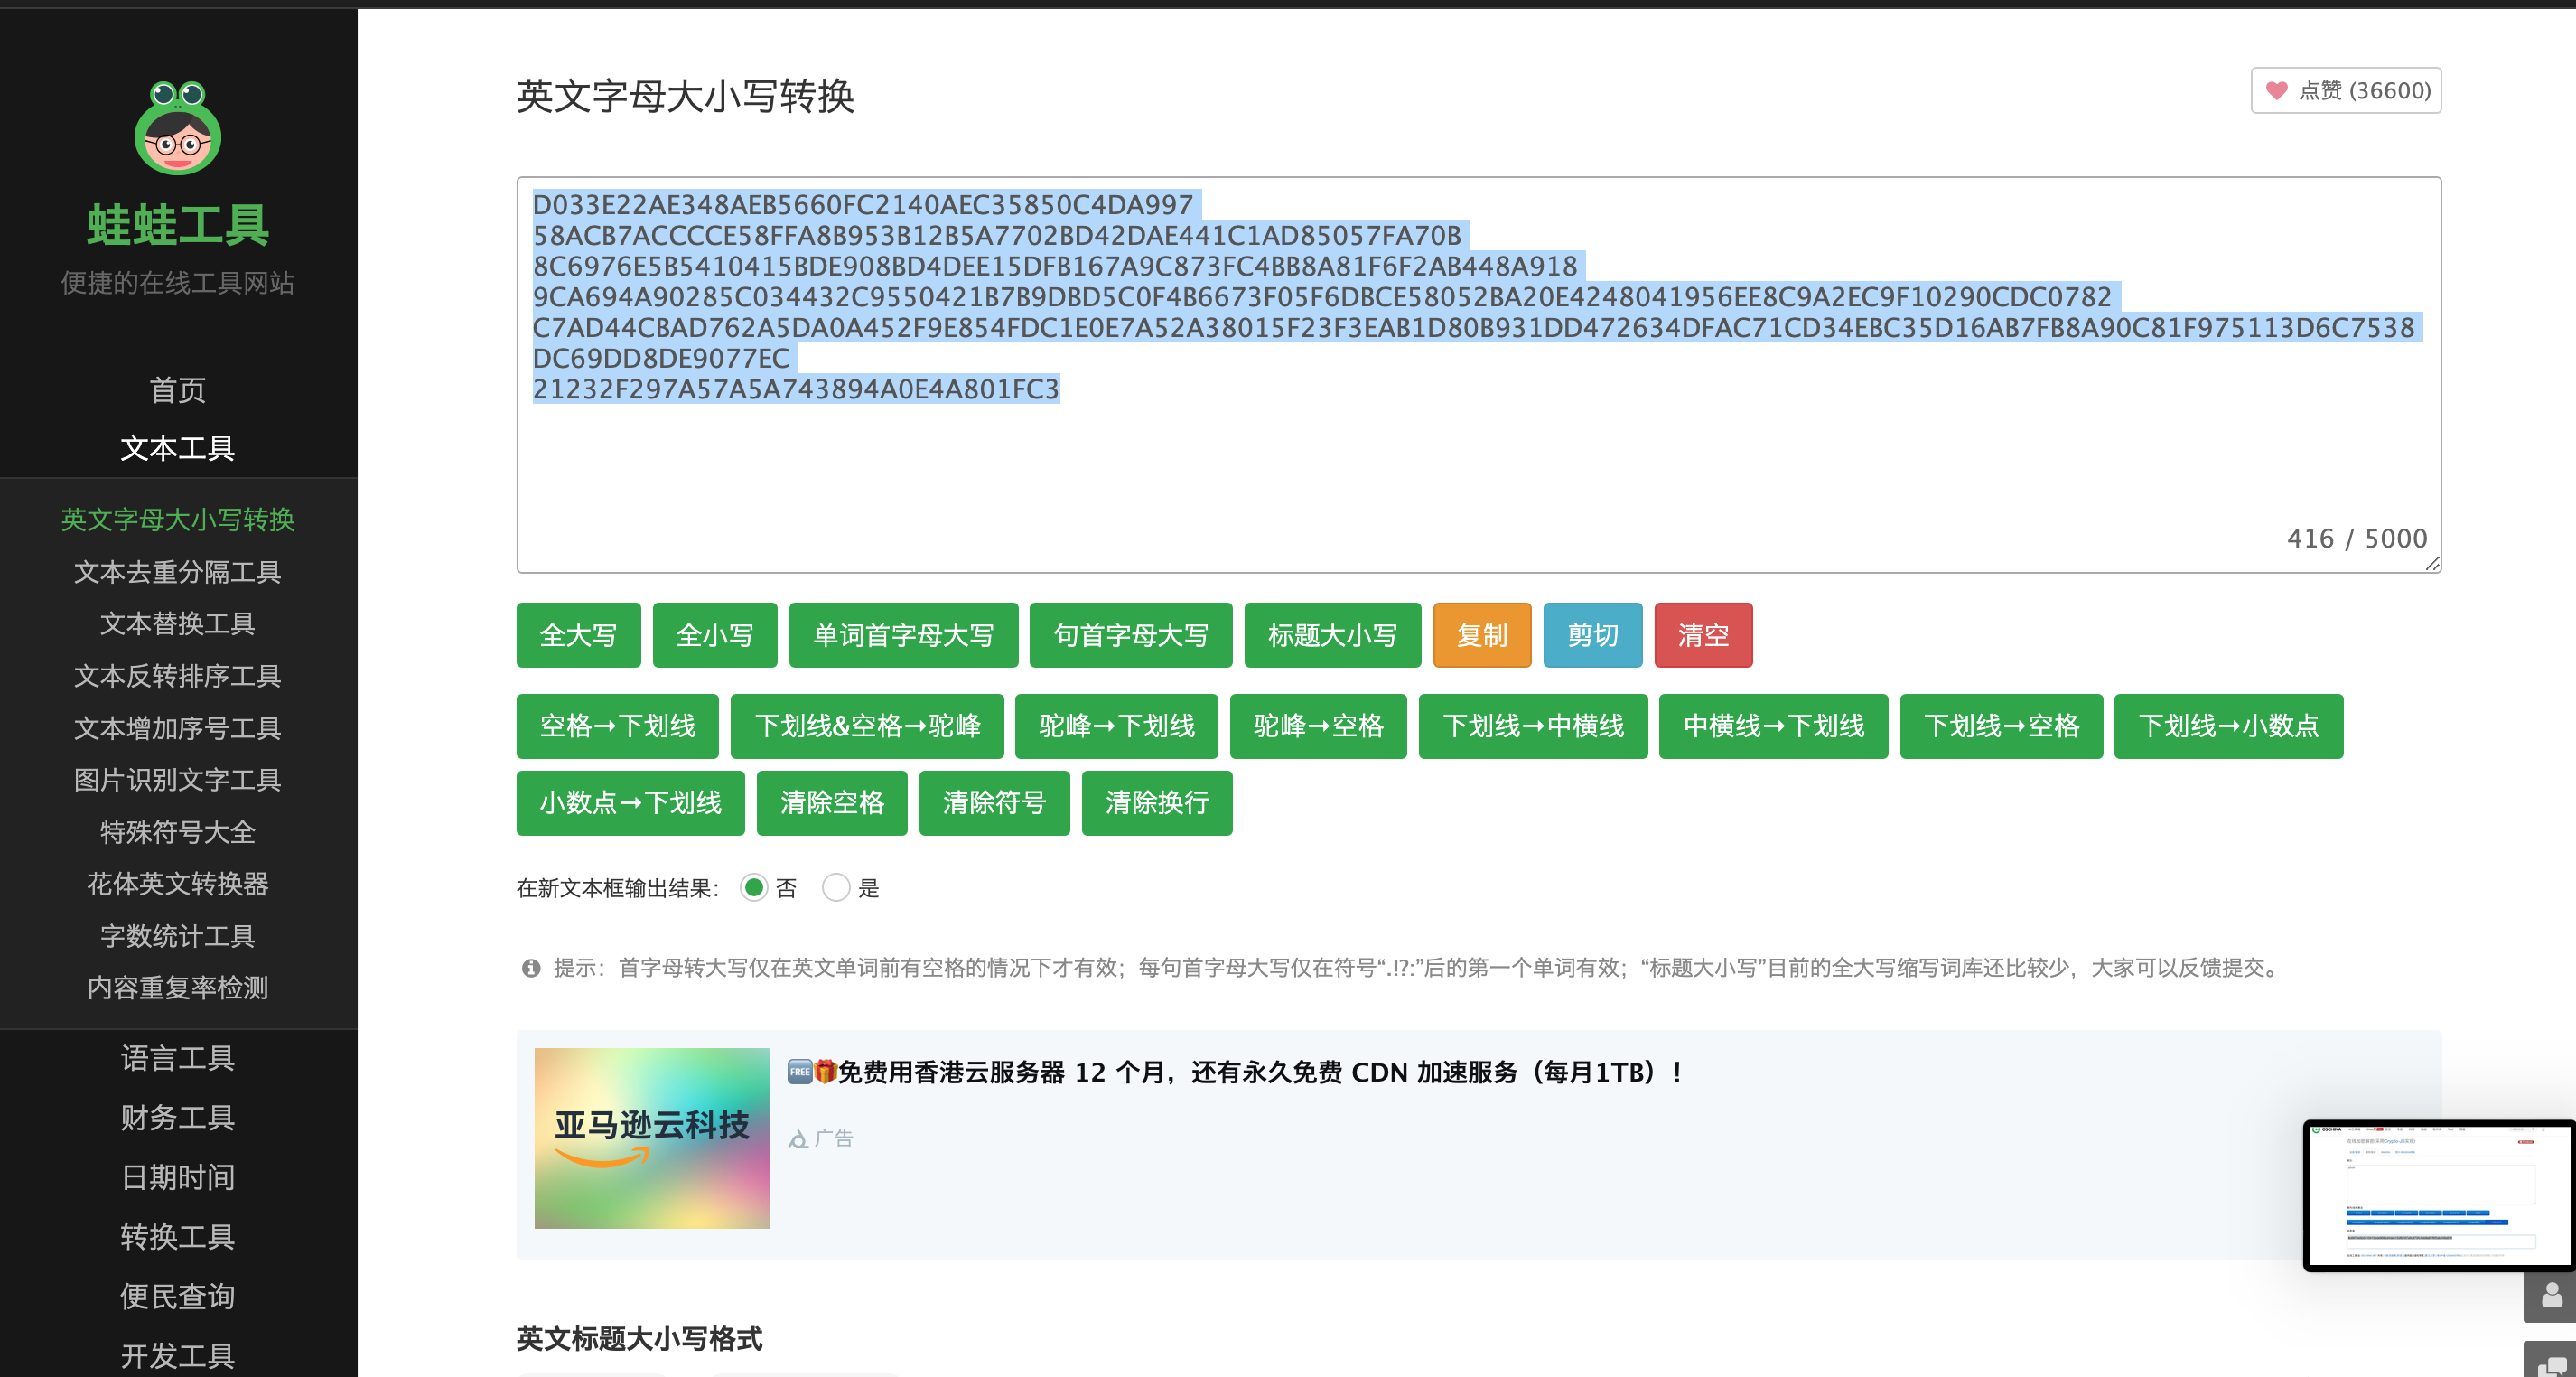 蛙蛙工具
便捷的在线工具网站
首页
文本工具
英文字母大小写转换
文本去重分隔工具
文本替换工具
文本反转排序工具
文本增加序号工具
图片识别文字工具
特殊符号大全
花体英文转换器
字数统计工具
内容重复率检测
语言工具
财务工具
日期时间
转换工具
便民查询
开发工具
英文字母大小写转换
点赞 (36600)
D033E22AE348AEB5660FC2140AEC35850C4DA997
58ACB7ACCCCE58FFA8B953B12B5A7702BD42DAE441C1AD85057FA70B
8C6976E5B5410415BDE908BD4DEE15DFB167A9C873FC4BB8A81F6F2AB448A918
9CA694A90285C034432C9550421B7B9DBD5C0F4B6673F05F6DBCE58052BA20E4248041956EE8C9A2EC9F10290CDC0782
C7AD44CBAD762A5DA0A452F9E854FDC1E0E7A52A38015F23F3EAB1D80B931DD472634DFAC71CD34EBC35D16AB7FB8A90C81F975113D6C7538
DC69DD8DE9077EC
21232F297A57A5A743894A0E4A801FC3
416 / 5000
全大写 全小写 单词首字母大写 句首字母大写 标题大小写 复制 剪切 清空
空格→下划线 下划线&空格→驼峰 驼峰→下划线 驼峰→空格 下划线→中横线 中横线→下划线 下划线→空格 下划线→小数点
小数点→下划线 清除空格 清除符号 清除换行
在新文本框输出结果： 否 是
提示：首字母转大写仅在英文单词前有空格的情况下才有效；每句首字母大写仅在符号“.!?:”后的第一个单词有效；“标题大小写”目前的全大写缩写词库还比较少，大家可以反馈提交。
亚马逊云科技
FREE 免费用香港云服务器 12 个月，还有永久免费 CDN 加速服务（每月1TB）！
广告
英文标题大小写格式